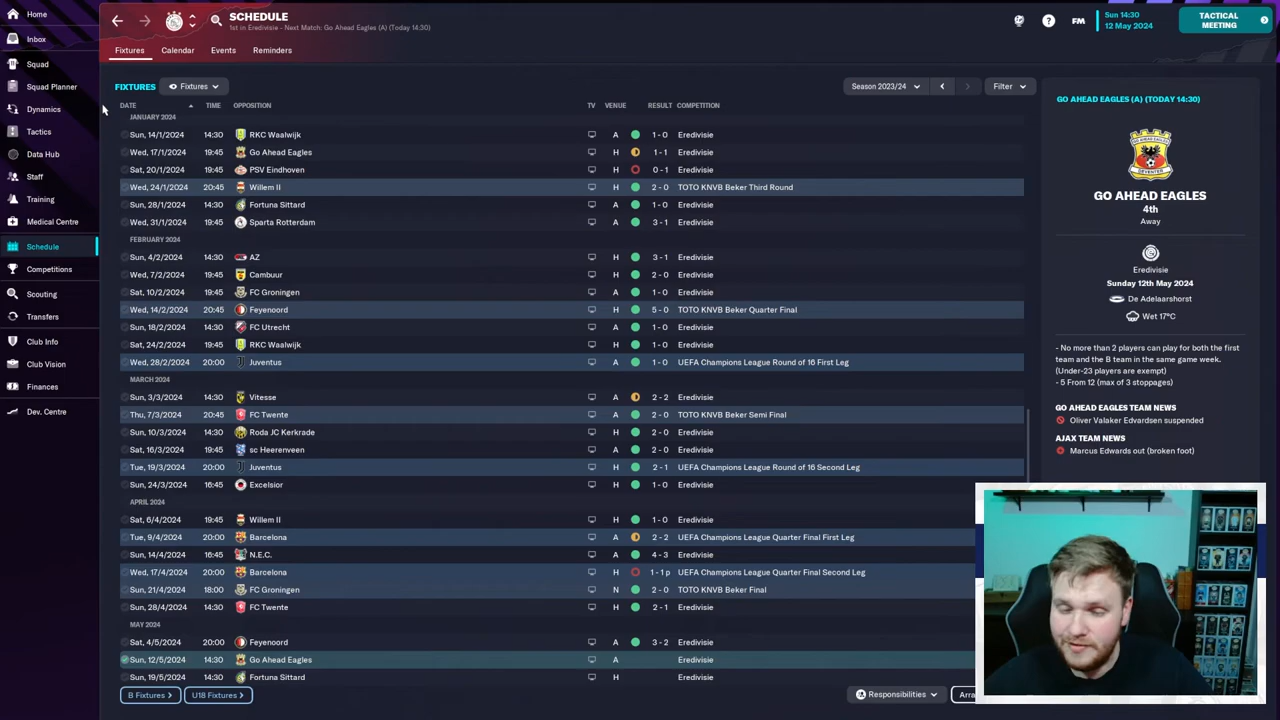 Home
Inbox
Squad
Squad Planner
Dynamics
Tactics
Data Hub
Staff
Training
Medical Centre
Schedule
Competitions
Scouting
Transfers
Club Info
Club Vision
Finances
Dev. Centre
SCHEDULE
1st in Eredivisie - Next Match: Go Ahead Eagles (A) (Today 14:30)
FM
Sun 14:30
12 May 2024
TACTICAL
MEETING
Fixtures Calendar Events Reminders
FIXTURES Fixtures Season 2023/24 Filter
DATE TIME OPPOSITION TV VENUE RESULT COMPETITION
JANUARY 2024
Sun, 14/1/2024 14:30 RKC Waalwijk A 1 - 0 Eredivisie
Wed, 17/1/2024 19:45 Go Ahead Eagles H 1 - 1 Eredivisie
Sat, 20/1/2024 19:45 PSV Eindhoven H 0 - 1 Eredivisie
Wed, 24/1/2024 20:45 Willem II H 2 - 0 TOTO KNVB Beker Third Round
Sun, 28/1/2024 14:30 Fortuna Sittard A 1 - 0 Eredivisie
Wed, 31/1/2024 19:45 Sparta Rotterdam A 3 - 1 Eredivisie
FEBRUARY 2024
Sun, 4/2/2024 14:30 AZ H 3 - 1 Eredivisie
Wed, 7/2/2024 19:45 Cambuur H 2 - 0 Eredivisie
Sat, 10/2/2024 19:45 FC Groningen A 1 - 0 Eredivisie
Wed, 14/2/2024 20:45 Feyenoord H 5 - 0 TOTO KNVB Beker Quarter Final
Sun, 18/2/2024 14:30 FC Utrecht A 1 - 0 Eredivisie
Sat, 24/2/2024 19:45 RKC Waalwijk H 1 - 0 Eredivisie
Wed, 28/2/2024 20:00 Juventus A 1 - 0 UEFA Champions League Round of 16 First Leg
MARCH 2024
Sun, 3/3/2024 14:30 Vitesse A 2 - 2 Eredivisie
Thu, 7/3/2024 20:45 FC Twente A 2 - 0 TOTO KNVB Beker Semi Final
Sun, 10/3/2024 14:30 Roda JC Kerkrade H 2 - 0 Eredivisie
Sat, 16/3/2024 19:45 sc Heerenveen A 2 - 0 Eredivisie
Tue, 19/3/2024 20:00 Juventus H 2 - 1 UEFA Champions League Round of 16 Second Leg
Sun, 24/3/2024 16:45 Excelsior H 1 - 0 Eredivisie
APRIL 2024
Sat, 6/4/2024 19:45 Willem II H 1 - 0 Eredivisie
Tue, 9/4/2024 20:00 Barcelona A 2 - 2 UEFA Champions League Quarter Final First Leg
Sun, 14/4/2024 16:45 N.E.C. A 4 - 3 Eredivisie
Wed, 17/4/2024 20:00 Barcelona H 1 - 1 p UEFA Champions League Quarter Final Second Leg
Sun, 21/4/2024 18:00 FC Groningen N 2 - 0 TOTO KNVB Beker Final
Sun, 28/4/2024 14:30 FC Twente H 2 - 1 Eredivisie
MAY 2024
Sat, 4/5/2024 20:00 Feyenoord A 3 - 2 Eredivisie
Sun, 12/5/2024 14:30 Go Ahead Eagles A Eredivisie
Sun, 19/5/2024 14:30 Fortuna Sittard H Eredivisie
B Fixtures U18 Fixtures Responsibilities Arra
GO AHEAD EAGLES (A) (TODAY 14:30)
GO AHEAD EAGLES
4th
Away
Eredivisie
Sunday 12th May 2024
De Adelaarshorst
Wet 17°C
- No more than 2 players can play for both the first
team and the B team in the same game week.
(Under-23 players are exempt)
- 5 From 12 (max of 3 stoppages)
GO AHEAD EAGLES TEAM NEWS
Oliver Valaker Edvardsen suspended
AJAX TEAM NEWS
Marcus Edwards out (broken foot)